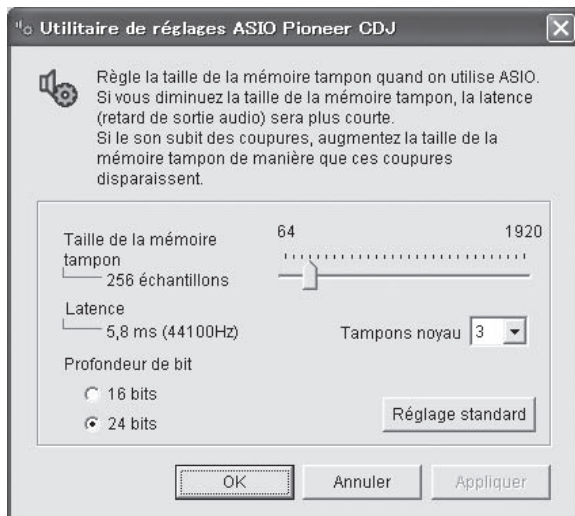 Utilitaire de réglages ASIO Pioneer CDJ
Règle la taille de la mémoire tampon quand on utilise ASIO.
Si vous diminuez la taille de la mémoire tampon, la latence
(retard de sortie audio) sera plus courte.
Si le son subit des coupures, augmentez la taille de la
mémoire tampon de manière que ces coupures
disparaissent.
64 1920
Taille de la mémoire
tampon
256 échantillons
Latence
5,8 ms (44100Hz)
Tampons noyau 3
Profondeur de bit
16 bits
24 bits
Réglage standard
OK Annuler Appliquer